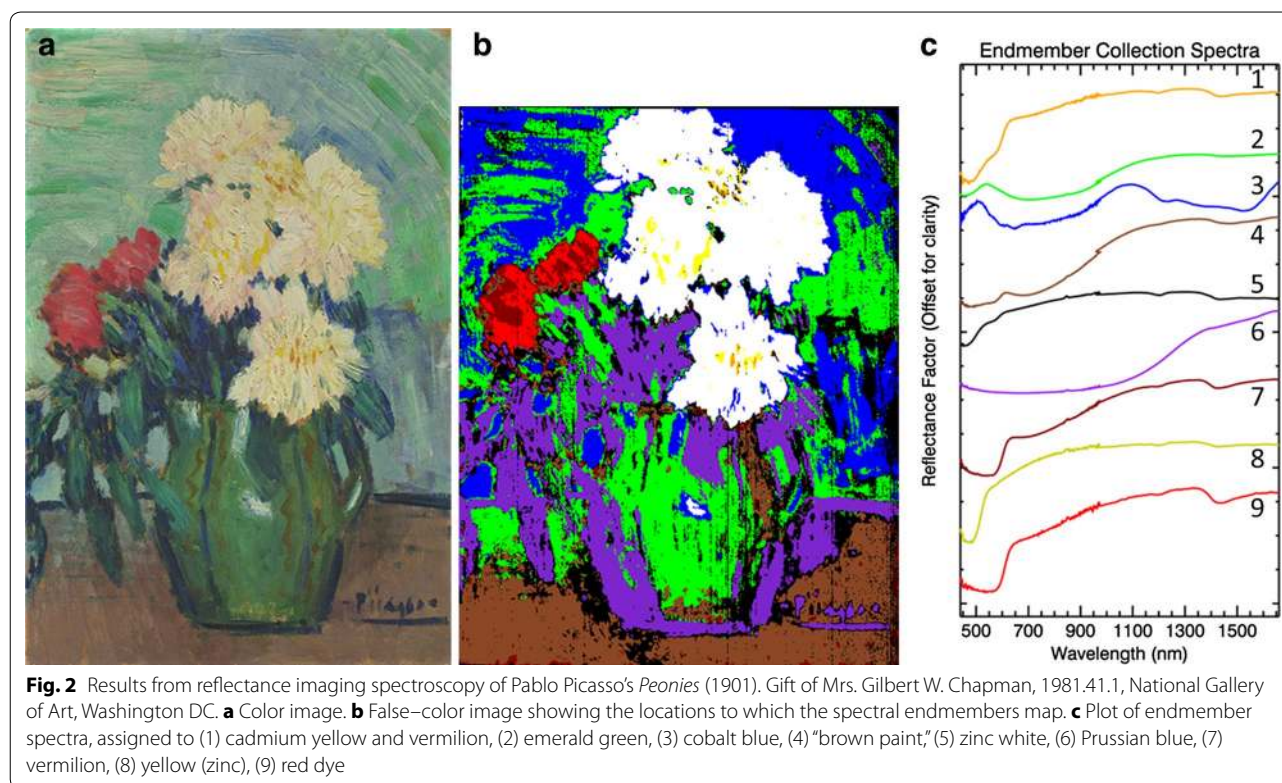 a
b
c
Endmember Collection Spectra
1
2
3
4
5
6
7
8
9
Reflectance Factor (Offset for clarity)
500 700 900 1100 1300 1500
Wavelength (nm)
Picasso
Picasso
Fig. 2 Results from reflectance imaging spectroscopy of Pablo Picasso’s Peonies (1901). Gift of Mrs. Gilbert W. Chapman, 1981.41.1, National Gallery
of Art, Washington DC. a Color image. b False–color image showing the locations to which the spectral endmembers map. c Plot of endmember
spectra, assigned to (1) cadmium yellow and vermilion, (2) emerald green, (3) cobalt blue, (4) “brown paint,” (5) zinc white, (6) Prussian blue, (7)
vermilion, (8) yellow (zinc), (9) red dye